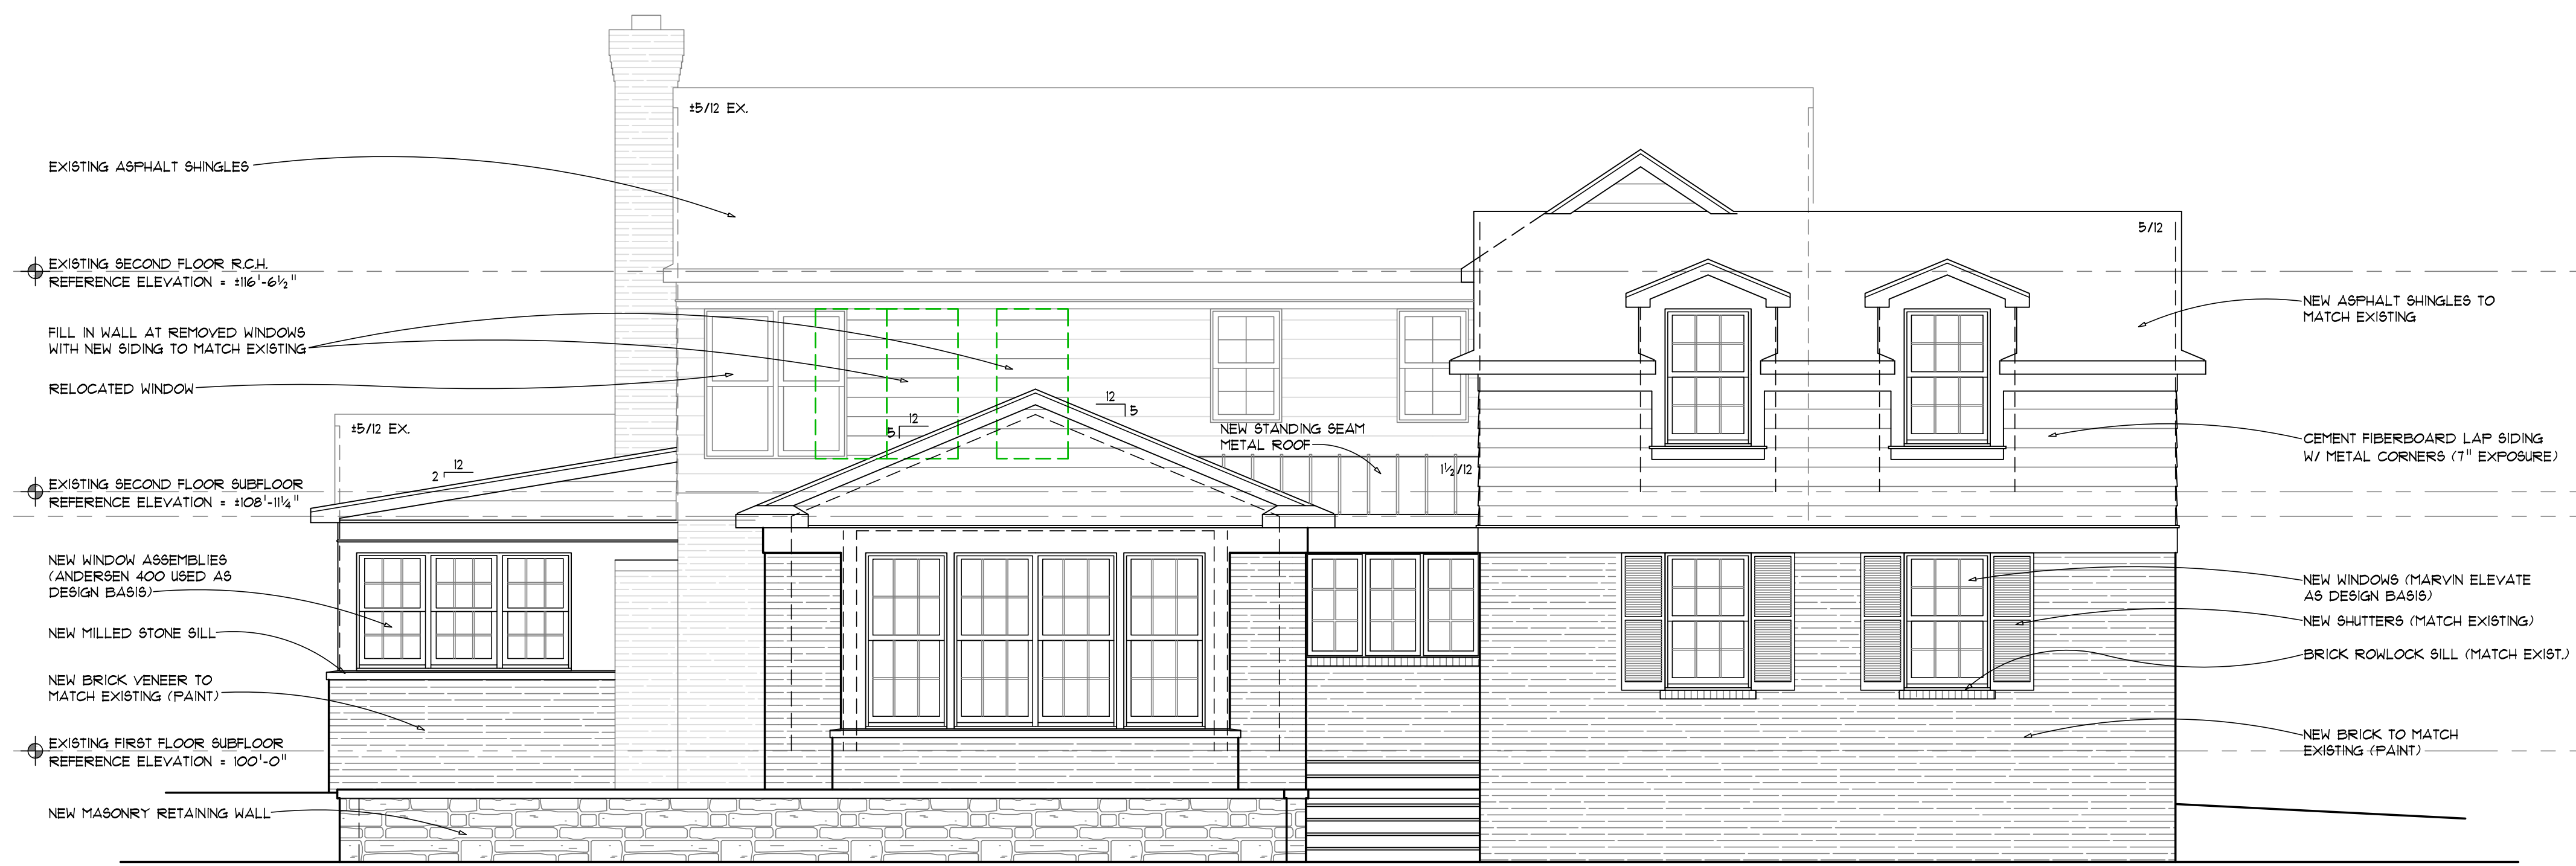 ±5/12 EX.
EXISTING ASPHALT SHINGLES
5/12
EXISTING SECOND FLOOR R.C.H.
REFERENCE ELEVATION = ±116'-6½"
NEW ASPHALT SHINGLES TO
MATCH EXISTING
FILL IN WALL AT REMOVED WINDOWS
WITH NEW SIDING TO MATCH EXISTING
RELOCATED WINDOW
12
5
12
5
±5/12 EX.
NEW STANDING SEAM
METAL ROOF
CEMENT FIBERBOARD LAP SIDING
W/ METAL CORNERS (7" EXPOSURE)
12
2
1½/12
EXISTING SECOND FLOOR SUBFLOOR
REFERENCE ELEVATION = ±108'-11¼"
NEW WINDOW ASSEMBLIES
(ANDERSEN 400 USED AS
DESIGN BASIS)
NEW WINDOWS (MARVIN ELEVATE
AS DESIGN BASIS)
NEW SHUTTERS (MATCH EXISTING)
NEW MILLED STONE SILL
BRICK ROWLOCK SILL (MATCH EXIST.)
NEW BRICK VENEER TO
MATCH EXISTING (PAINT)
NEW BRICK TO MATCH
EXISTING (PAINT)
EXISTING FIRST FLOOR SUBFLOOR
REFERENCE ELEVATION = 100'-0"
NEW MASONRY RETAINING WALL